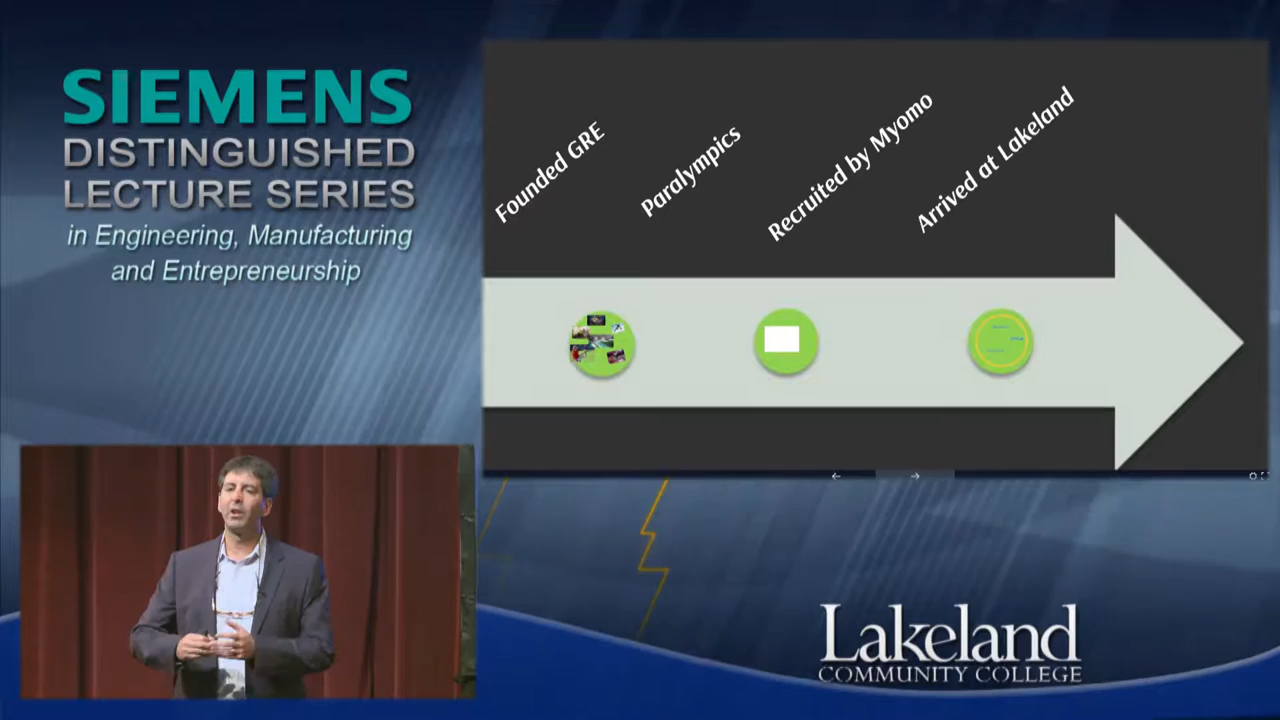 SIEMENS
DISTINGUISHED
LECTURE SERIES
in Engineering, Manufacturing
and Entrepreneurship
Founded GRE
Paralympics
Recruited by Myomo
Arrived at Lakeland
Lakeland
COMMUNITY COLLEGE